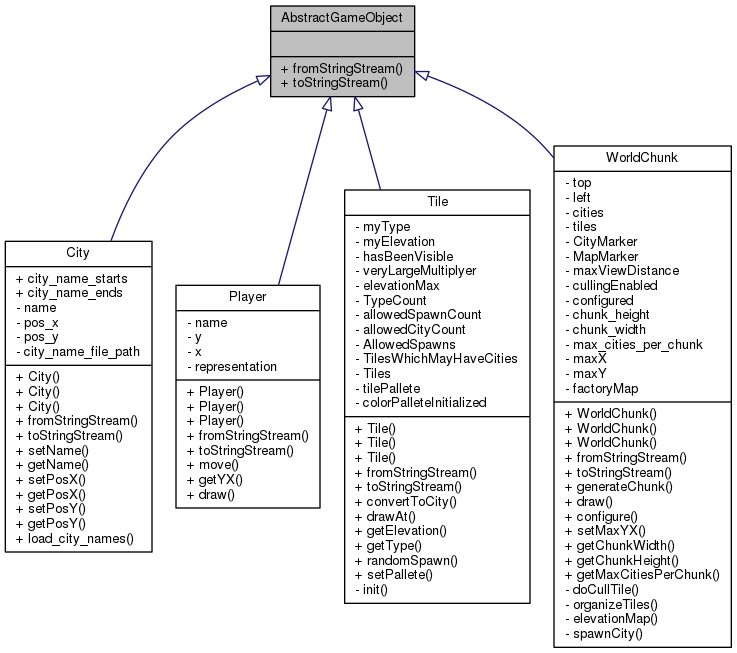 AbstractGameObject
+ fromStringStream()
+ toStringStream()
City
+ city_name_starts
+ city_name_ends
- name
- pos_x
- pos_y
- city_name_file_path
+ City()
+ City()
+ City()
+ fromStringStream()
+ toStringStream()
+ setName()
+ getName()
+ setPosX()
+ getPosX()
+ setPosY()
+ getPosY()
+ load_city_names()
Player
- name
- y
- x
- representation
+ Player()
+ Player()
+ Player()
+ fromStringStream()
+ toStringStream()
+ move()
+ getYX()
+ draw()
Tile
- myType
- myElevation
- hasBeenVisible
- veryLargeMultiplyer
- elevationMax
- TypeCount
- allowedSpawnCount
- allowedCityCount
- AllowedSpawns
- TilesWhichMayHaveCities
- Tiles
- tilePallete
- colorPalleteInitialized
+ Tile()
+ Tile()
+ Tile()
+ fromStringStream()
+ toStringStream()
+ convertToCity()
+ drawAt()
+ getElevation()
+ getType()
+ randomSpawn()
+ setPallete()
- init()
WorldChunk
- top
- left
- cities
- tiles
- CityMarker
- MapMarker
- maxViewDistance
- cullingEnabled
- configured
- chunk_height
- chunk_width
- max_cities_per_chunk
- maxX
- maxY
- factoryMap
+ WorldChunk()
+ WorldChunk()
+ WorldChunk()
+ fromStringStream()
+ toStringStream()
+ generateChunk()
+ draw()
+ configure()
+ setMaxYX()
+ getChunkWidth()
+ getChunkHeight()
+ getMaxCitiesPerChunk()
- doCullTile()
- organizeTiles()
- elevationMap()
- spawnCity()